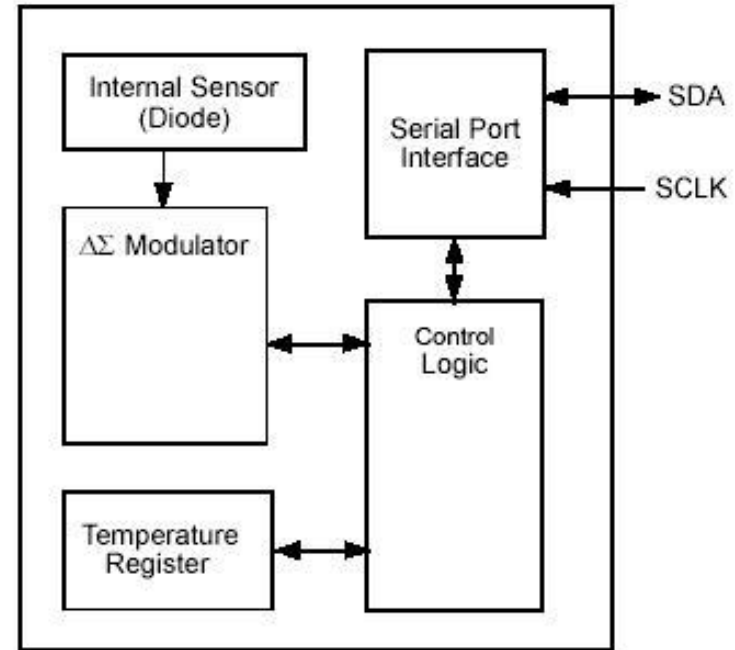 Internal Sensor
(Diode)
Serial Port
Interface
SDA
SCLK
ΔΣ Modulator
Control
Logic
Temperature
Register